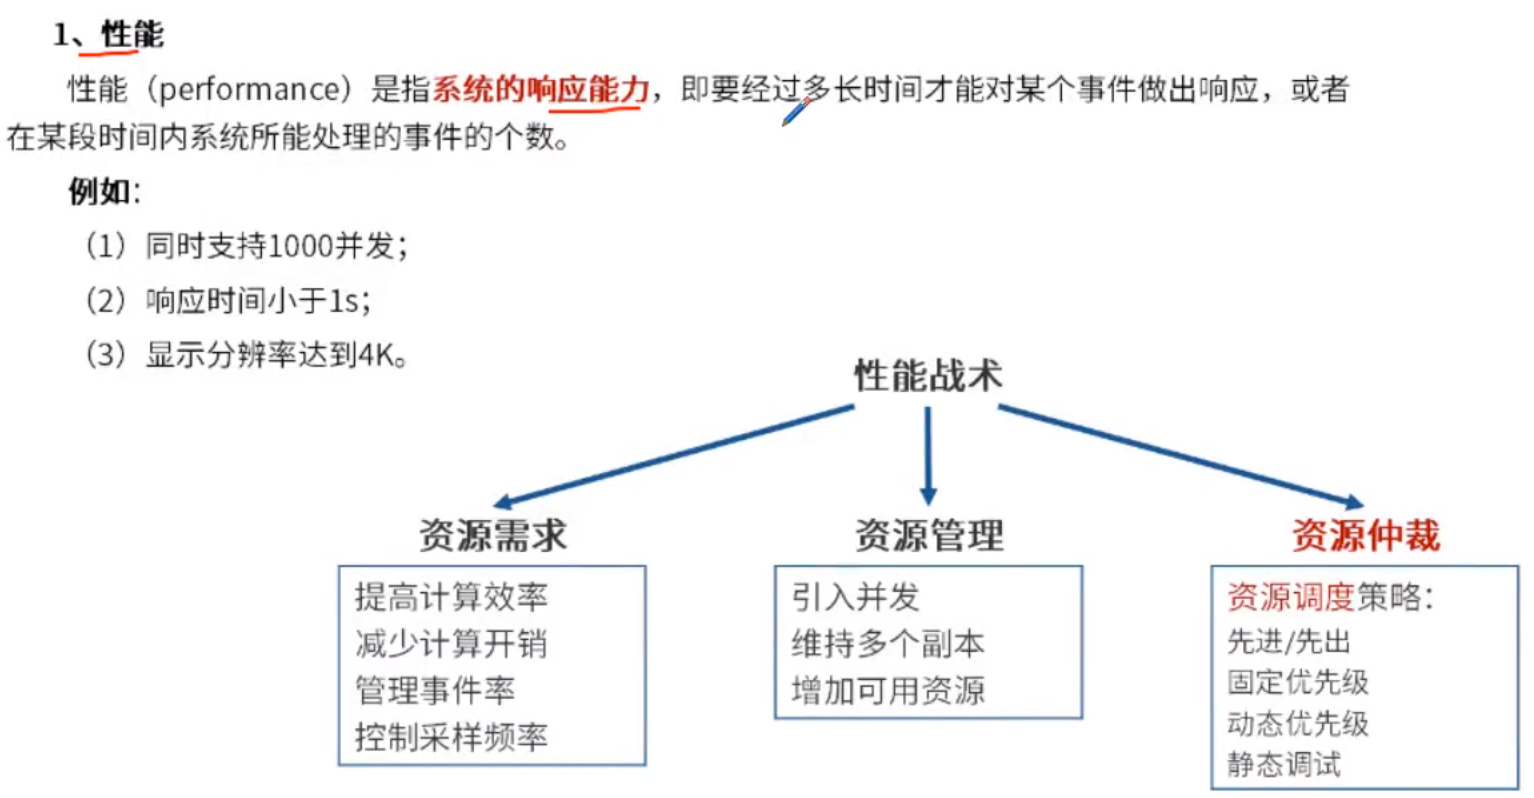 1、性能
性能（performance）是指系统的响应能力，即要经过多长时间才能对某个事件做出响应，或者
在某段时间内系统所能处理的事件的个数。
例如：
（1）同时支持1000并发；
（2）响应时间小于1s；
（3）显示分辨率达到4K。
性能战术
资源需求
提高计算效率
减少计算开销
管理事件率
控制采样频率
资源管理
引入并发
维持多个副本
增加可用资源
资源仲裁
资源调度策略：
先进/先出
固定优先级
动态优先级
静态调试